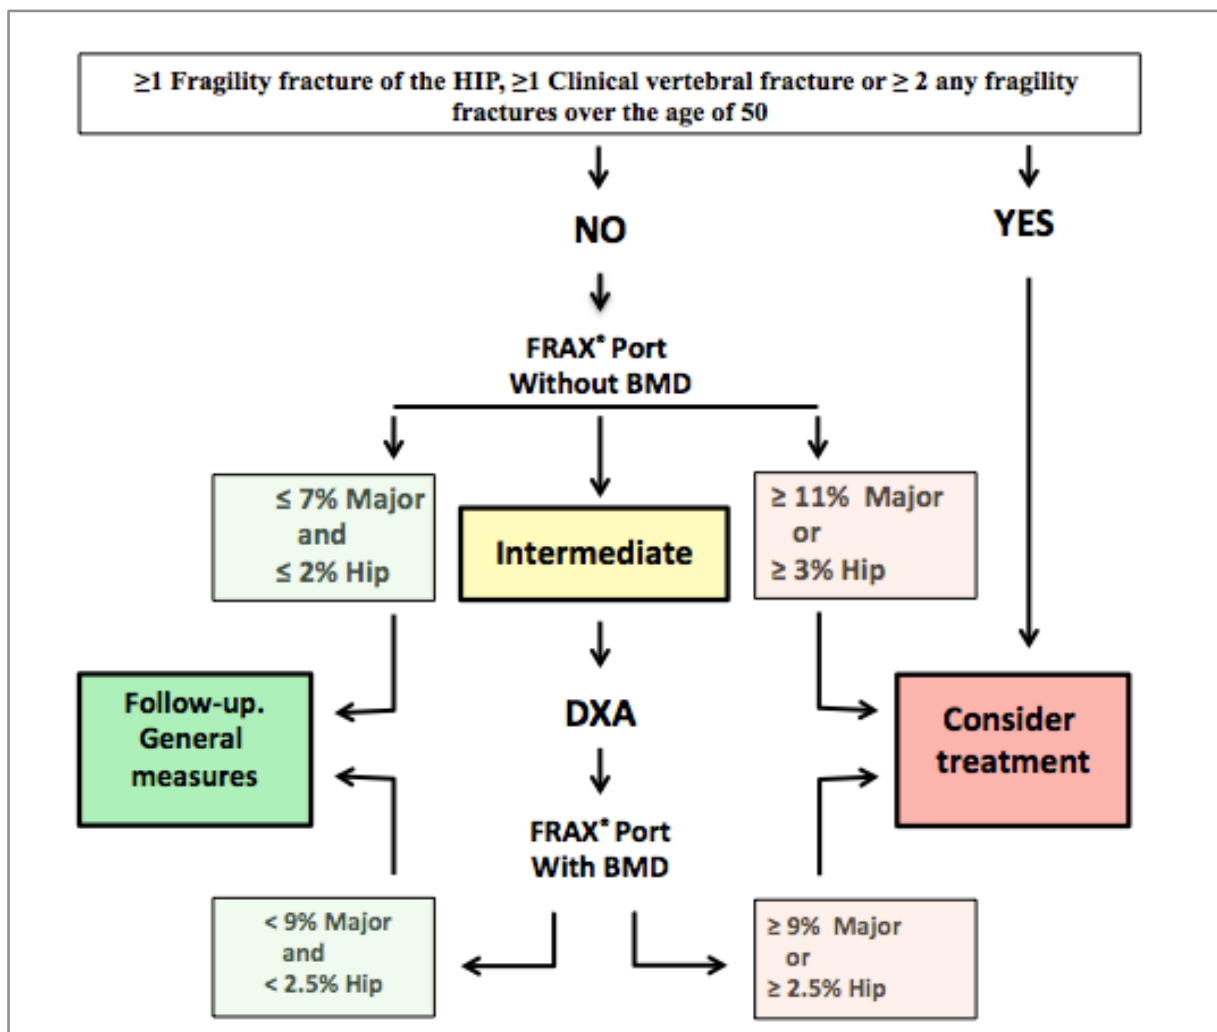 ≥1 Fragility fracture of the HIP, ≥1 Clinical vertebral fracture or ≥ 2 any fragility
fractures over the age of 50
NO
YES
FRAX® Port
Without BMD
≤ 7% Major
and
≤ 2% Hip
Intermediate
≥ 11% Major
or
≥ 3% Hip
Follow-up.
General
measures
DXA
Consider
treatment
FRAX® Port
With BMD
< 9% Major
and
< 2.5% Hip
≥ 9% Major
or
≥ 2.5% Hip